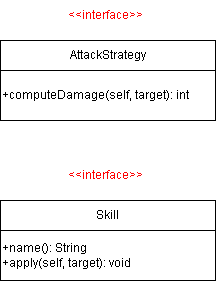 <<interface>>
AttackStrategy
+computeDamage(self, target): int
<<interface>>
Skill
+name(): String
+apply(self, target): void